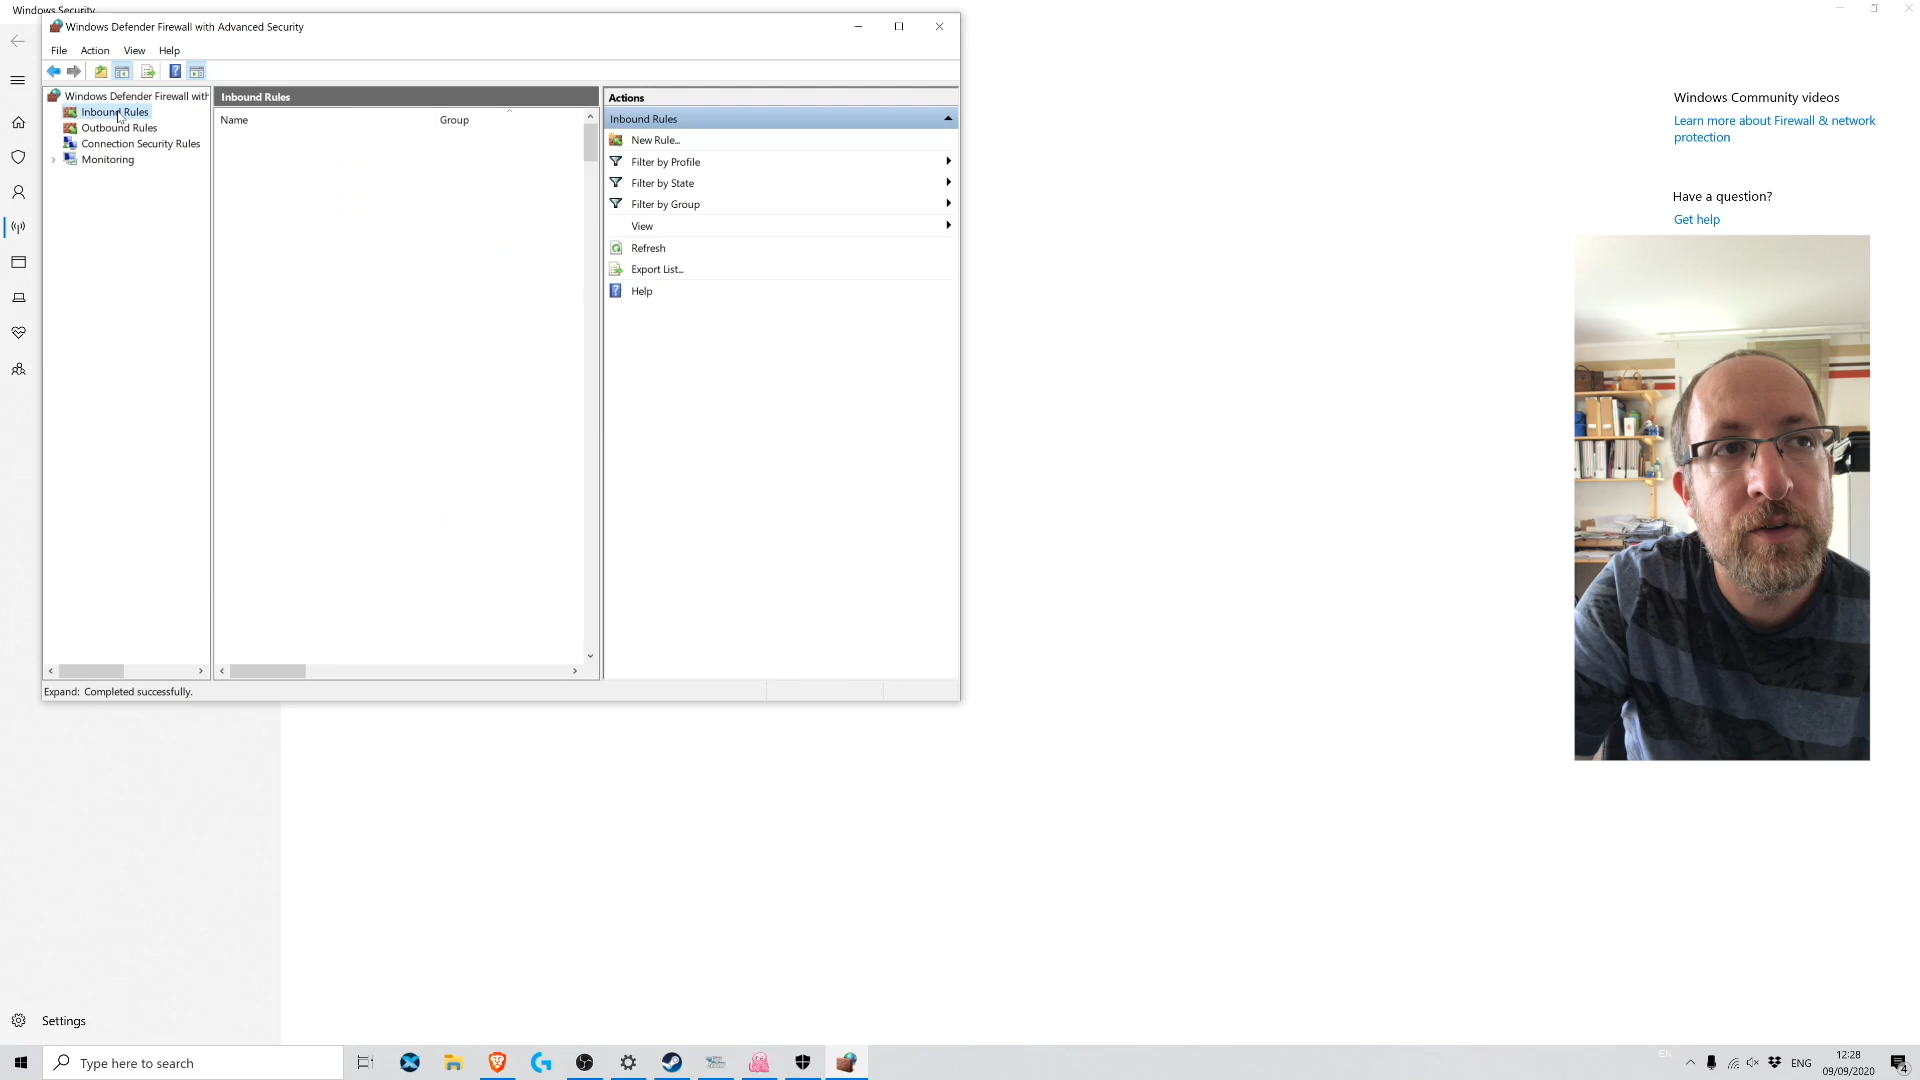 Windows Security
Windows Defender Firewall with Advanced Security
File Action View Help
Windows Defender Firewall with
Inbound Rules
Outbound Rules
Connection Security Rules
Monitoring
Inbound Rules
Name Group
Actions
Inbound Rules
New Rule...
Filter by Profile
Filter by State
Filter by Group
View
Refresh
Export List...
Help
Expand: Completed successfully.
Windows Community videos
Learn more about Firewall & network
protection
Have a question?
Get help
Settings
Type here to search
EN
ENG
12:28
09/09/2020
4